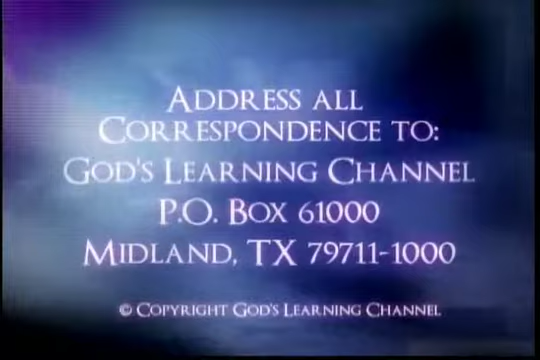 Address all
Correspondence to:
God's Learning Channel
P.O. Box 61000
Midland, TX 79711-1000
© Copyright God's Learning Channel